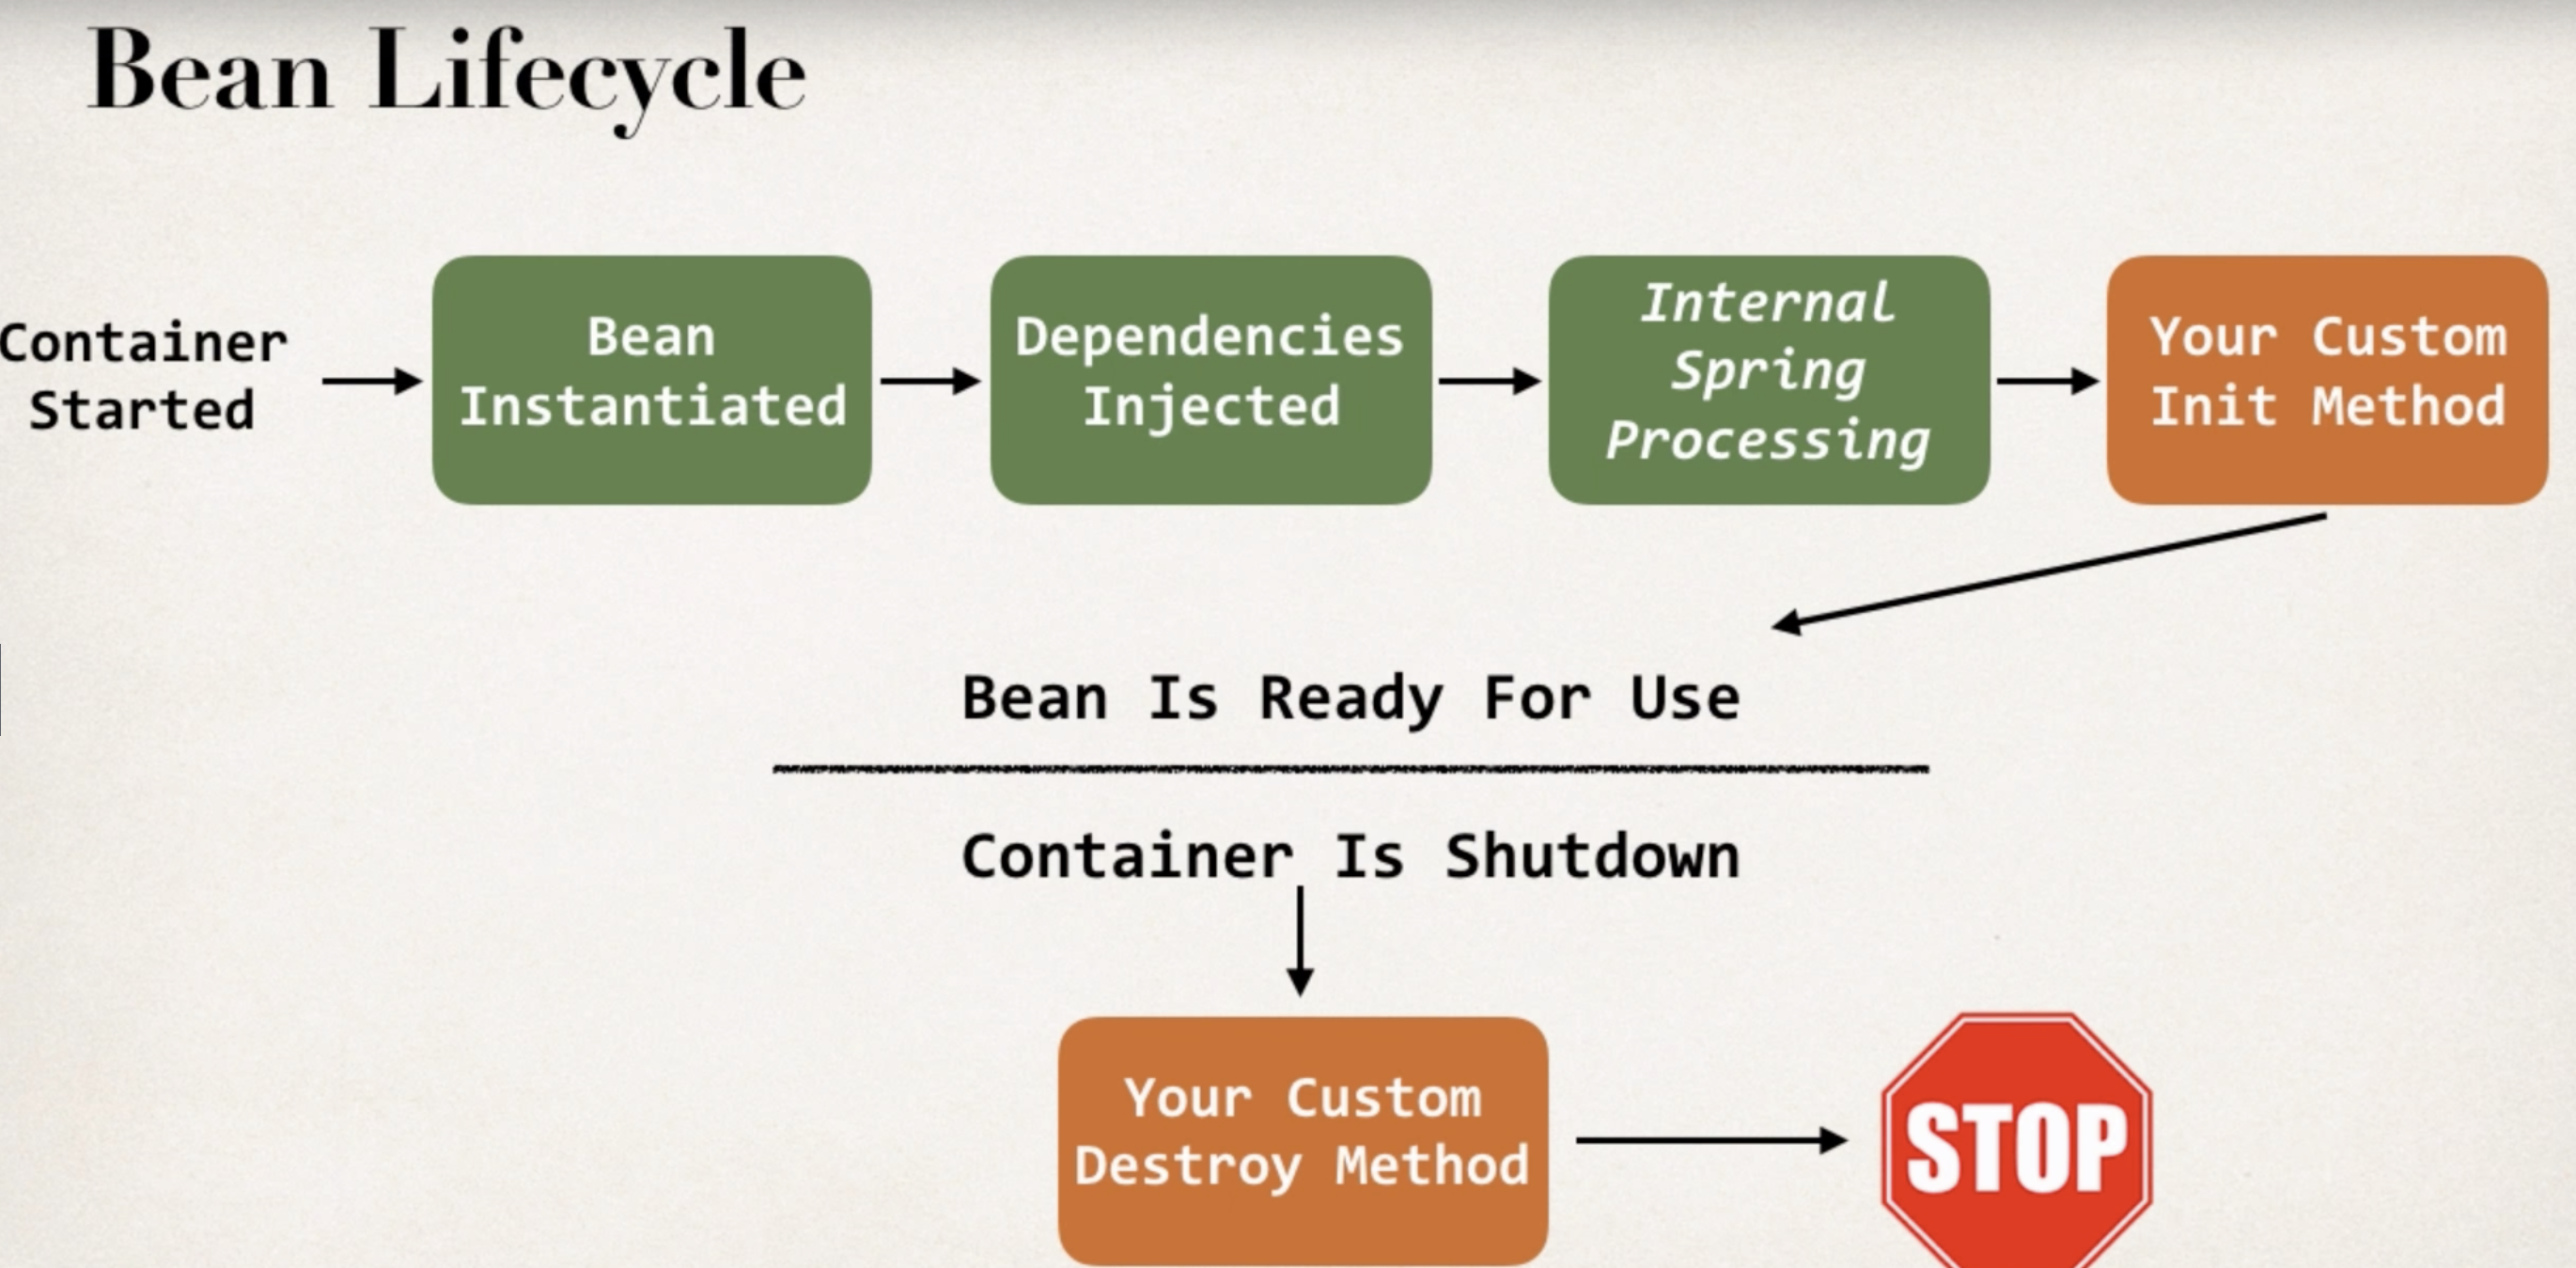 Bean Lifecycle
Container
Started
Bean
Instantiated
Dependencies
Injected
Internal
Spring
Processing
Your Custom
Init Method
Bean Is Ready For Use
Container Is Shutdown
Your Custom
Destroy Method
STOP